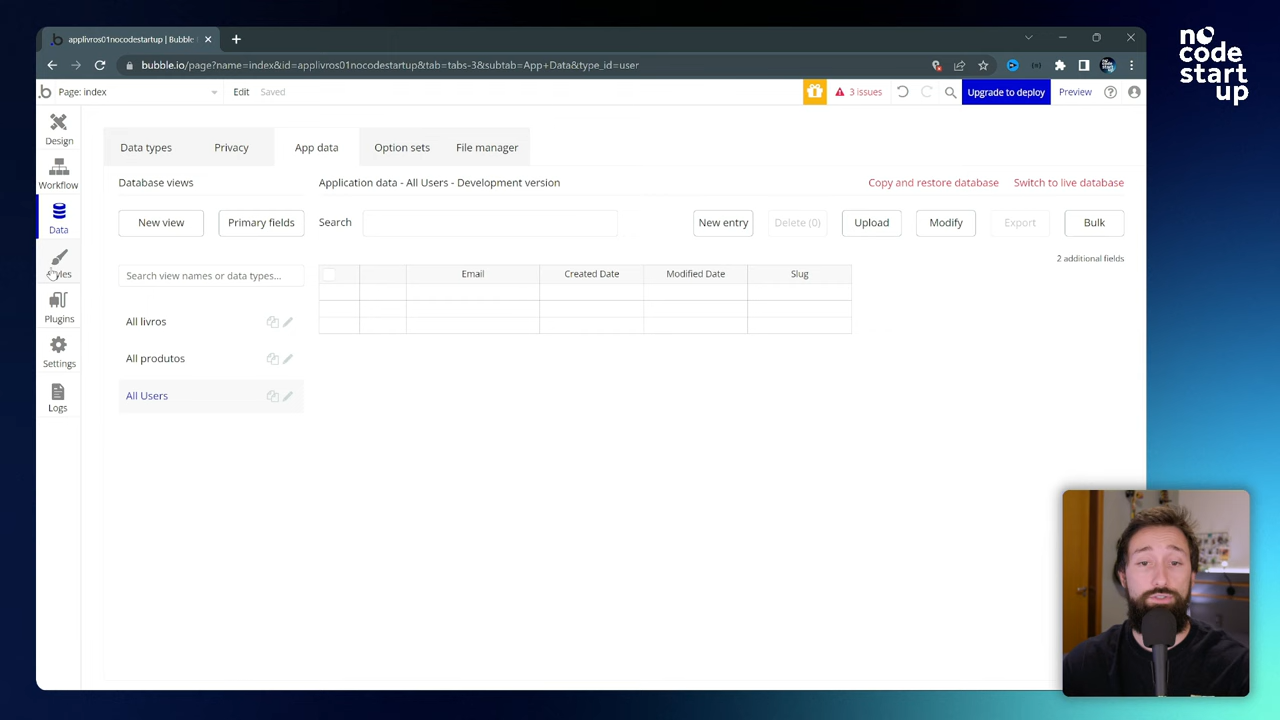 applivros01nocodestartup | Bubble
no
code
start
up
bubble.io/page?name=index&id=applivros01nocodestartup&tab=tabs-3&subtab=App+Data&type_id=user
Page: index
Edit
Saved
3 issues
Upgrade to deploy
Preview
Design
Workflow
Data
Plugins
Settings
Logs
Data types
Privacy
App data
Option sets
File manager
Database views
Application data - All Users - Development version
Copy and restore database
Switch to live database
New view
Primary fields
Search
New entry
Delete (0)
Upload
Modify
Export
Bulk
2 additional fields
Search view names or data types...
Email
Created Date
Modified Date
Slug
All livros
All produtos
All Users